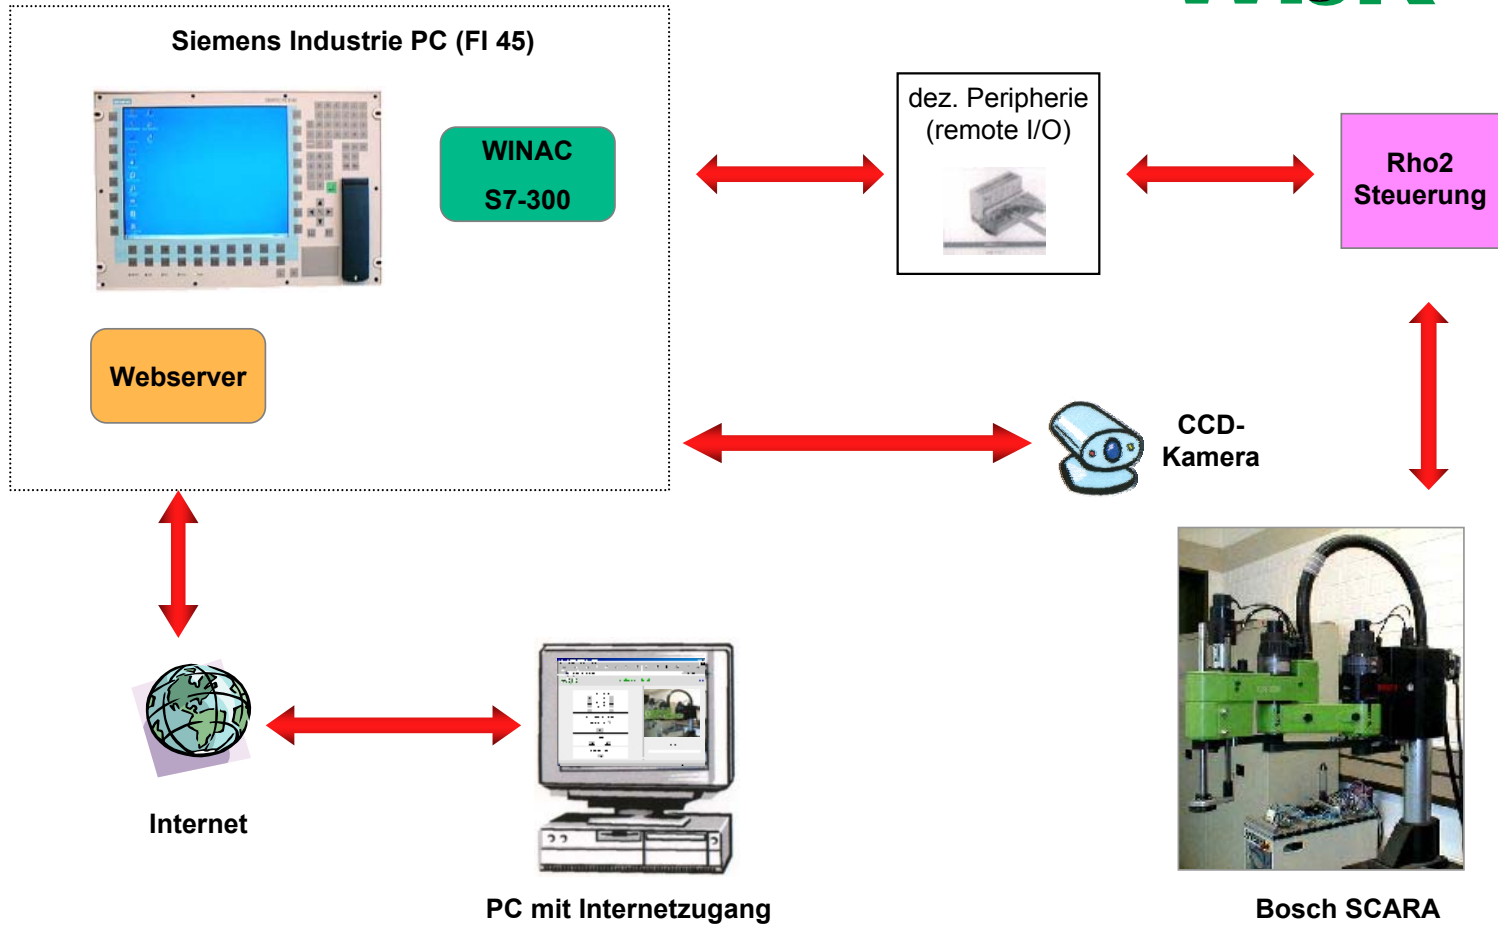 Siemens Industrie PC (FI 45)
WINAC
S7-300
dez. Peripherie
(remote I/O)
Rho2
Steuerung
Webserver
CCD-
Kamera
Internet
PC mit Internetzugang
Bosch SCARA